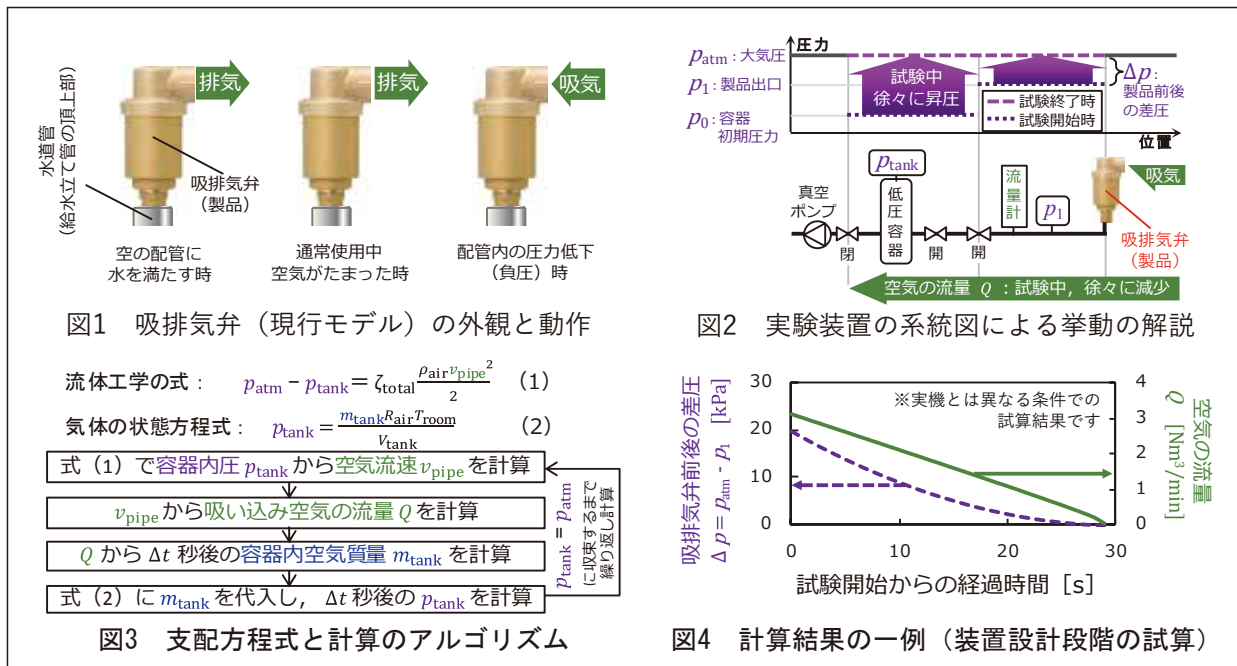 排気
排気
吸気
水道管
（給水立て管の頂上部）
吸排気弁
（製品）
空の配管に
水を満たす時
通常使用中
空気がたまった時
配管内の圧力低下
（負圧）時
図1 吸排気弁（現行モデル）の外観と動作
圧力
p_atm：大気圧
p_1：製品出口
p_0：容器
初期圧力
試験中
徐々に昇圧
Δp：
製品前後
の差圧
試験終了時
試験開始時
位置
p_tank
真空
ポンプ
低圧容器
流量計
p_1
吸気
閉
開
開
吸排気弁
（製品）
空気の流量 Q：試験中，徐々に減少
図2 実験装置の系統図による挙動の解説
流体工学の式： p_atm − p_tank = ζ_total ρ_air v_pipe² / 2 （1）
気体の状態方程式： p_tank = m_tank R_air T_room / V_tank （2）
式（1）で容器内圧 p_tank から空気流速 v_pipe を計算
v_pipe から吸い込み空気の流量 Q を計算
Q から Δt 秒後の容器内空気質量 m_tank を計算
式（2）に m_tank を代入し， Δt 秒後の p_tank を計算
p_tank = p_atm
に収束するまで
繰り返し計算
図3 支配方程式と計算のアルゴリズム
吸排気弁前後の差圧
Δp = p_atm - p_1 [kPa]
30
20
10
0
※実機とは異なる条件での
試算結果です
4
3
2
1
0
空気の流量
Q [Nm³/min]
0 10 20 30
試験開始からの経過時間［s］
図4 計算結果の一例（装置設計段階の試算）